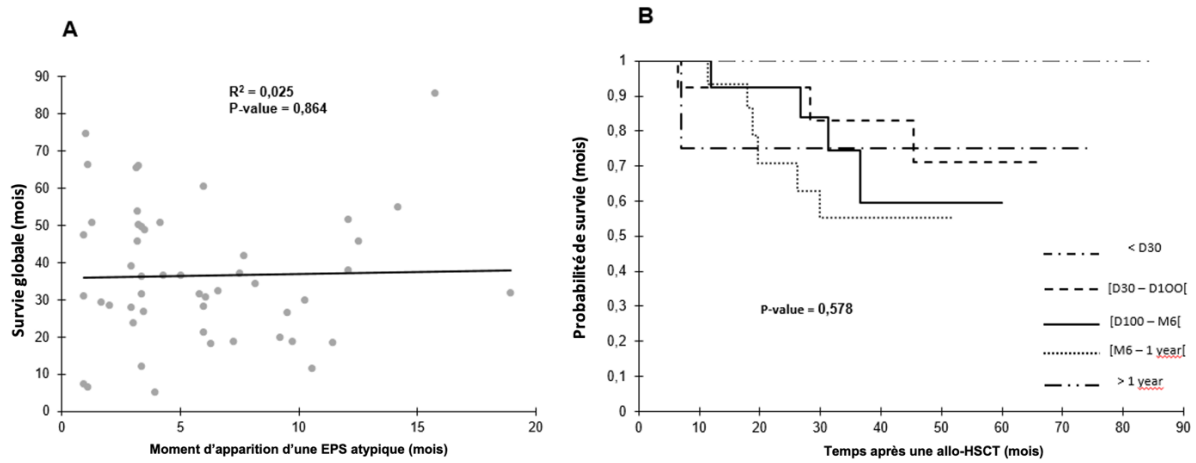 A
R² = 0,025
P-value = 0,864
Survie globale (mois)
90
80
70
60
50
40
30
20
10
0
0
5
10
15
20
Moment d'apparition d'une EPS atypique (mois)
B
Probabilité de survie (mois)
1
0,9
0,8
0,7
0,6
0,5
0,4
0,3
0,2
0,1
0
P-value = 0,578
< D30
[D30 – D1OO[
[D100 – M6[
[M6 – 1 year[
> 1 year
0
10
20
30
40
50
60
70
80
90
Temps après une allo-HSCT (mois)